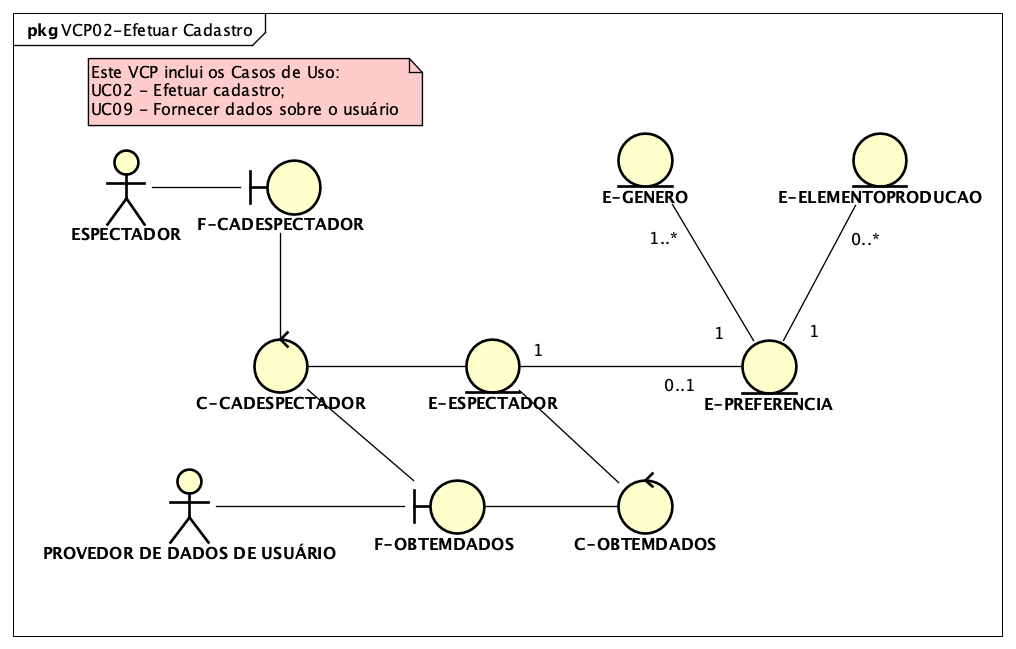 pkg VCP02-Efetuar Cadastro
Este VCP inclui os Casos de Uso:
UC02 - Efetuar cadastro;
UC09 - Fornecer dados sobre o usuário
E-GENERO
E-ELEMENTOPRODUCAO
ESPECTADOR
F-CADESPECTADOR
1..*
0..*
1
1
1
0..1
C-CADESPECTADOR
E-ESPECTADOR
E-PREFERENCIA
PROVEDOR DE DADOS DE USUÁRIO
F-OBTEMDADOS
C-OBTEMDADOS